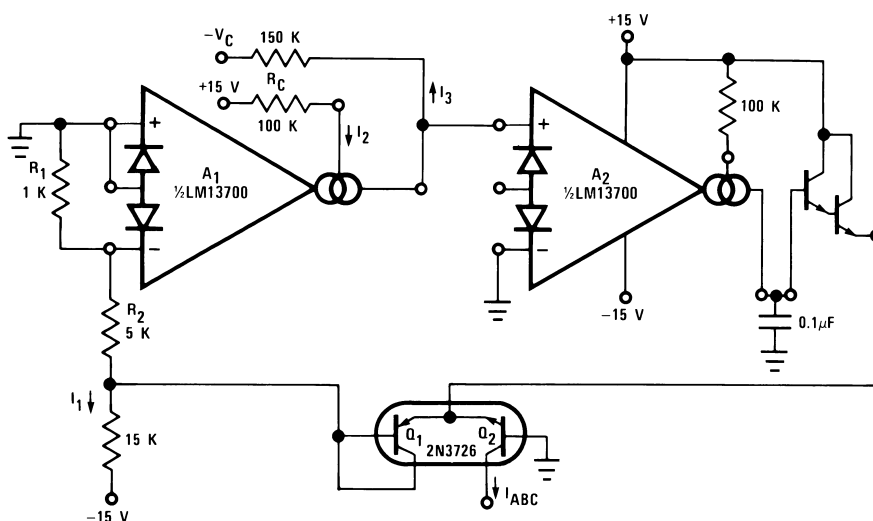 −V_C
150 K
+15 V
R_C
100 K
I_2
I_3
+15 V
100 K
R_1
1 K
+
A_1
½LM13700
−
+
A_2
½LM13700
−
−15 V
0.1μF
R_2
5 K
I_1
15 K
−15 V
Q_1
Q_2
2N3726
I_ABC